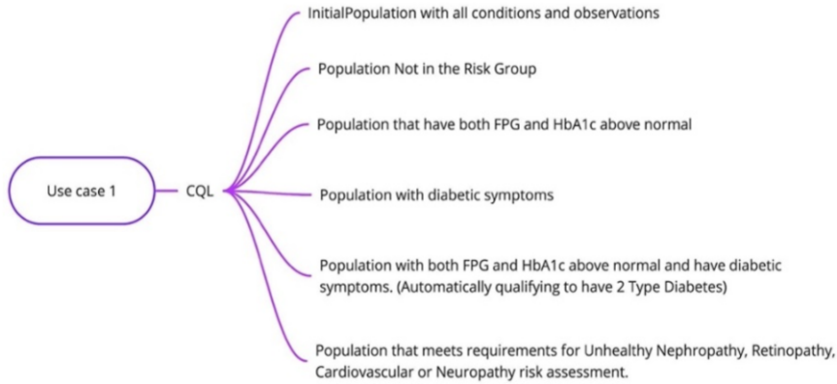 InitialPopulation with all conditions and observations
Population Not in the Risk Group
Population that have both FPG and HbA1c above normal
Use case 1
CQL
Population with diabetic symptoms
Population with both FPG and HbA1c above normal and have diabetic
symptoms. (Automatically qualifying to have 2 Type Diabetes)
Population that meets requirements for Unhealthy Nephropathy, Retinopathy,
Cardiovascular or Neuropathy risk assessment.